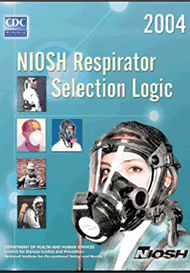 CDC
2004
NIOSH Respirator
Selection Logic
DEPARTMENT OF HEALTH AND HUMAN SERVICES
Centers for Disease Control and Prevention
National Institute for Occupational Safety and Health
NIOSH